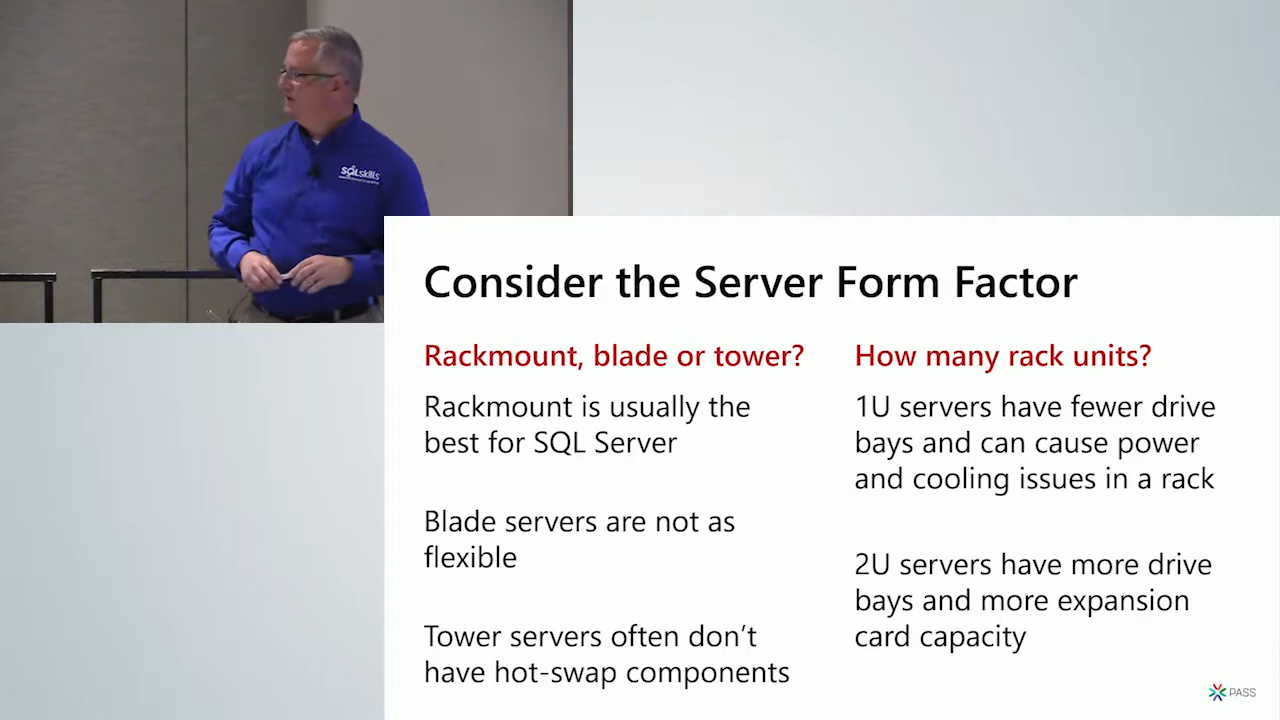 SQLskills
Consider the Server Form Factor
Rackmount, blade or tower?
Rackmount is usually the
best for SQL Server
Blade servers are not as
flexible
Tower servers often don't
have hot-swap components
How many rack units?
1U servers have fewer drive
bays and can cause power
and cooling issues in a rack
2U servers have more drive
bays and more expansion
card capacity
PASS